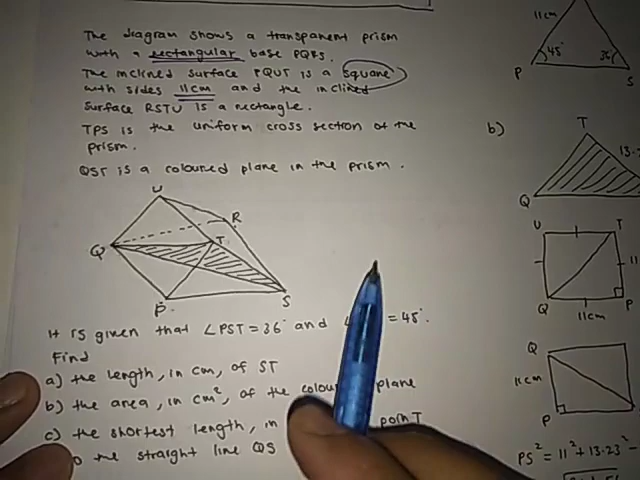 The diagram shows a transparent prism
with a rectangular base PQRS.
The inclined surface PQUT is a square
with sides 11cm and the inclined
surface RSTU is a rectangle.
TPS is the uniform cross section of the
prism.
QST is a coloured plane in the prism.
U
R
Q
T
P
S
It is given that ∠PST = 36° and = 45°.
Find
a) the length, in cm, of ST
b) the area, in cm², of the plane
c) the shortest length, in point T
straight line QS
11cm
45°
36°
P
S
b)
T
Q
U
T
Q
P
11cm
Q
11cm
P
PS² = 11² + 13.23² -